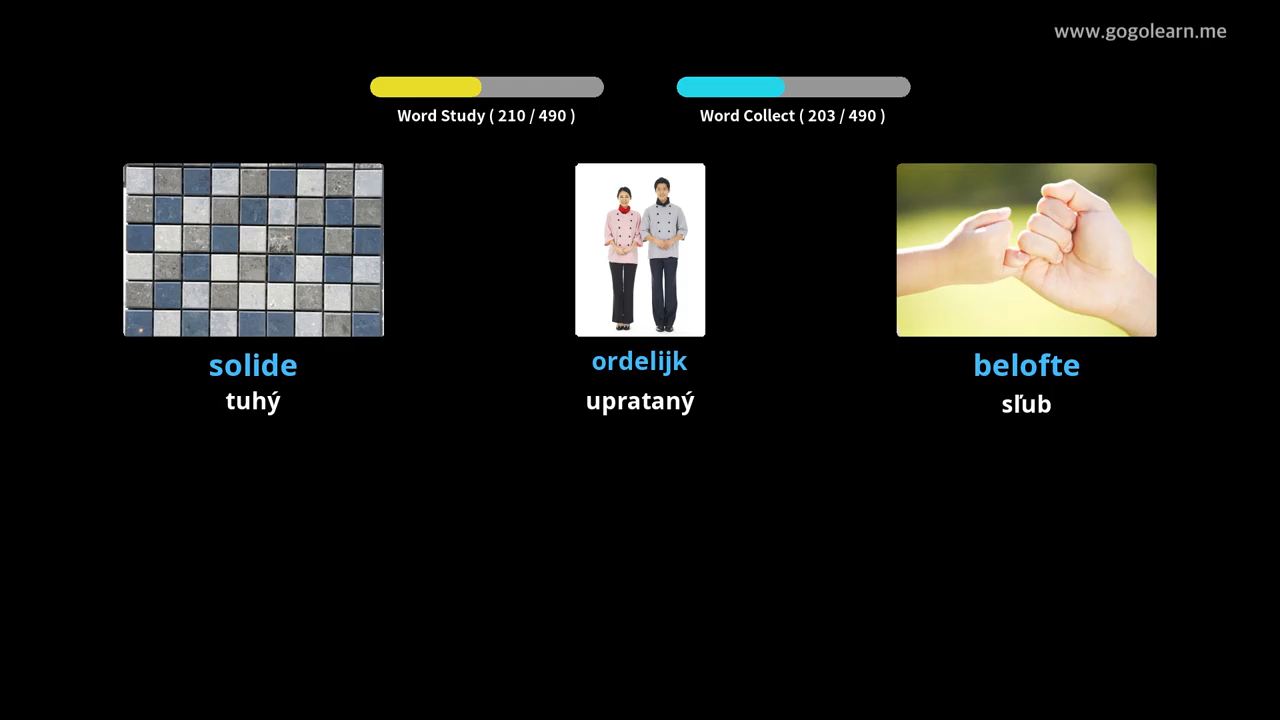 www.gogolearn.me
Word Study ( 210 / 490 )
Word Collect ( 203 / 490 )
solide
tuhý
ordelijk
uprataný
belofte
sľub